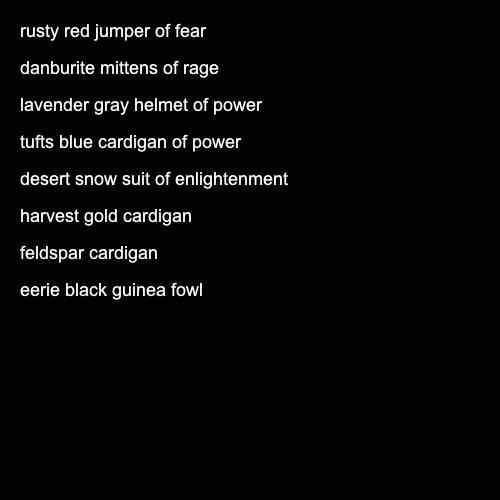 rusty red jumper of fear
danburite mittens of rage
lavender gray helmet of power
tufts blue cardigan of power
desert snow suit of enlightenment
harvest gold cardigan
feldspar cardigan
eerie black guinea fowl